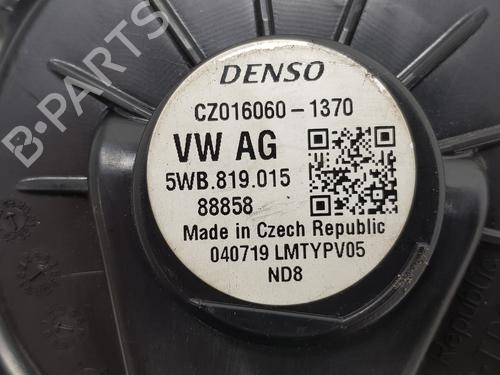 B-PARTS
DENSO
CZ016060-1370
VW AG
5WB.819.015
88858
Made in Czech Republic
040719 LMTYPV05
ND8